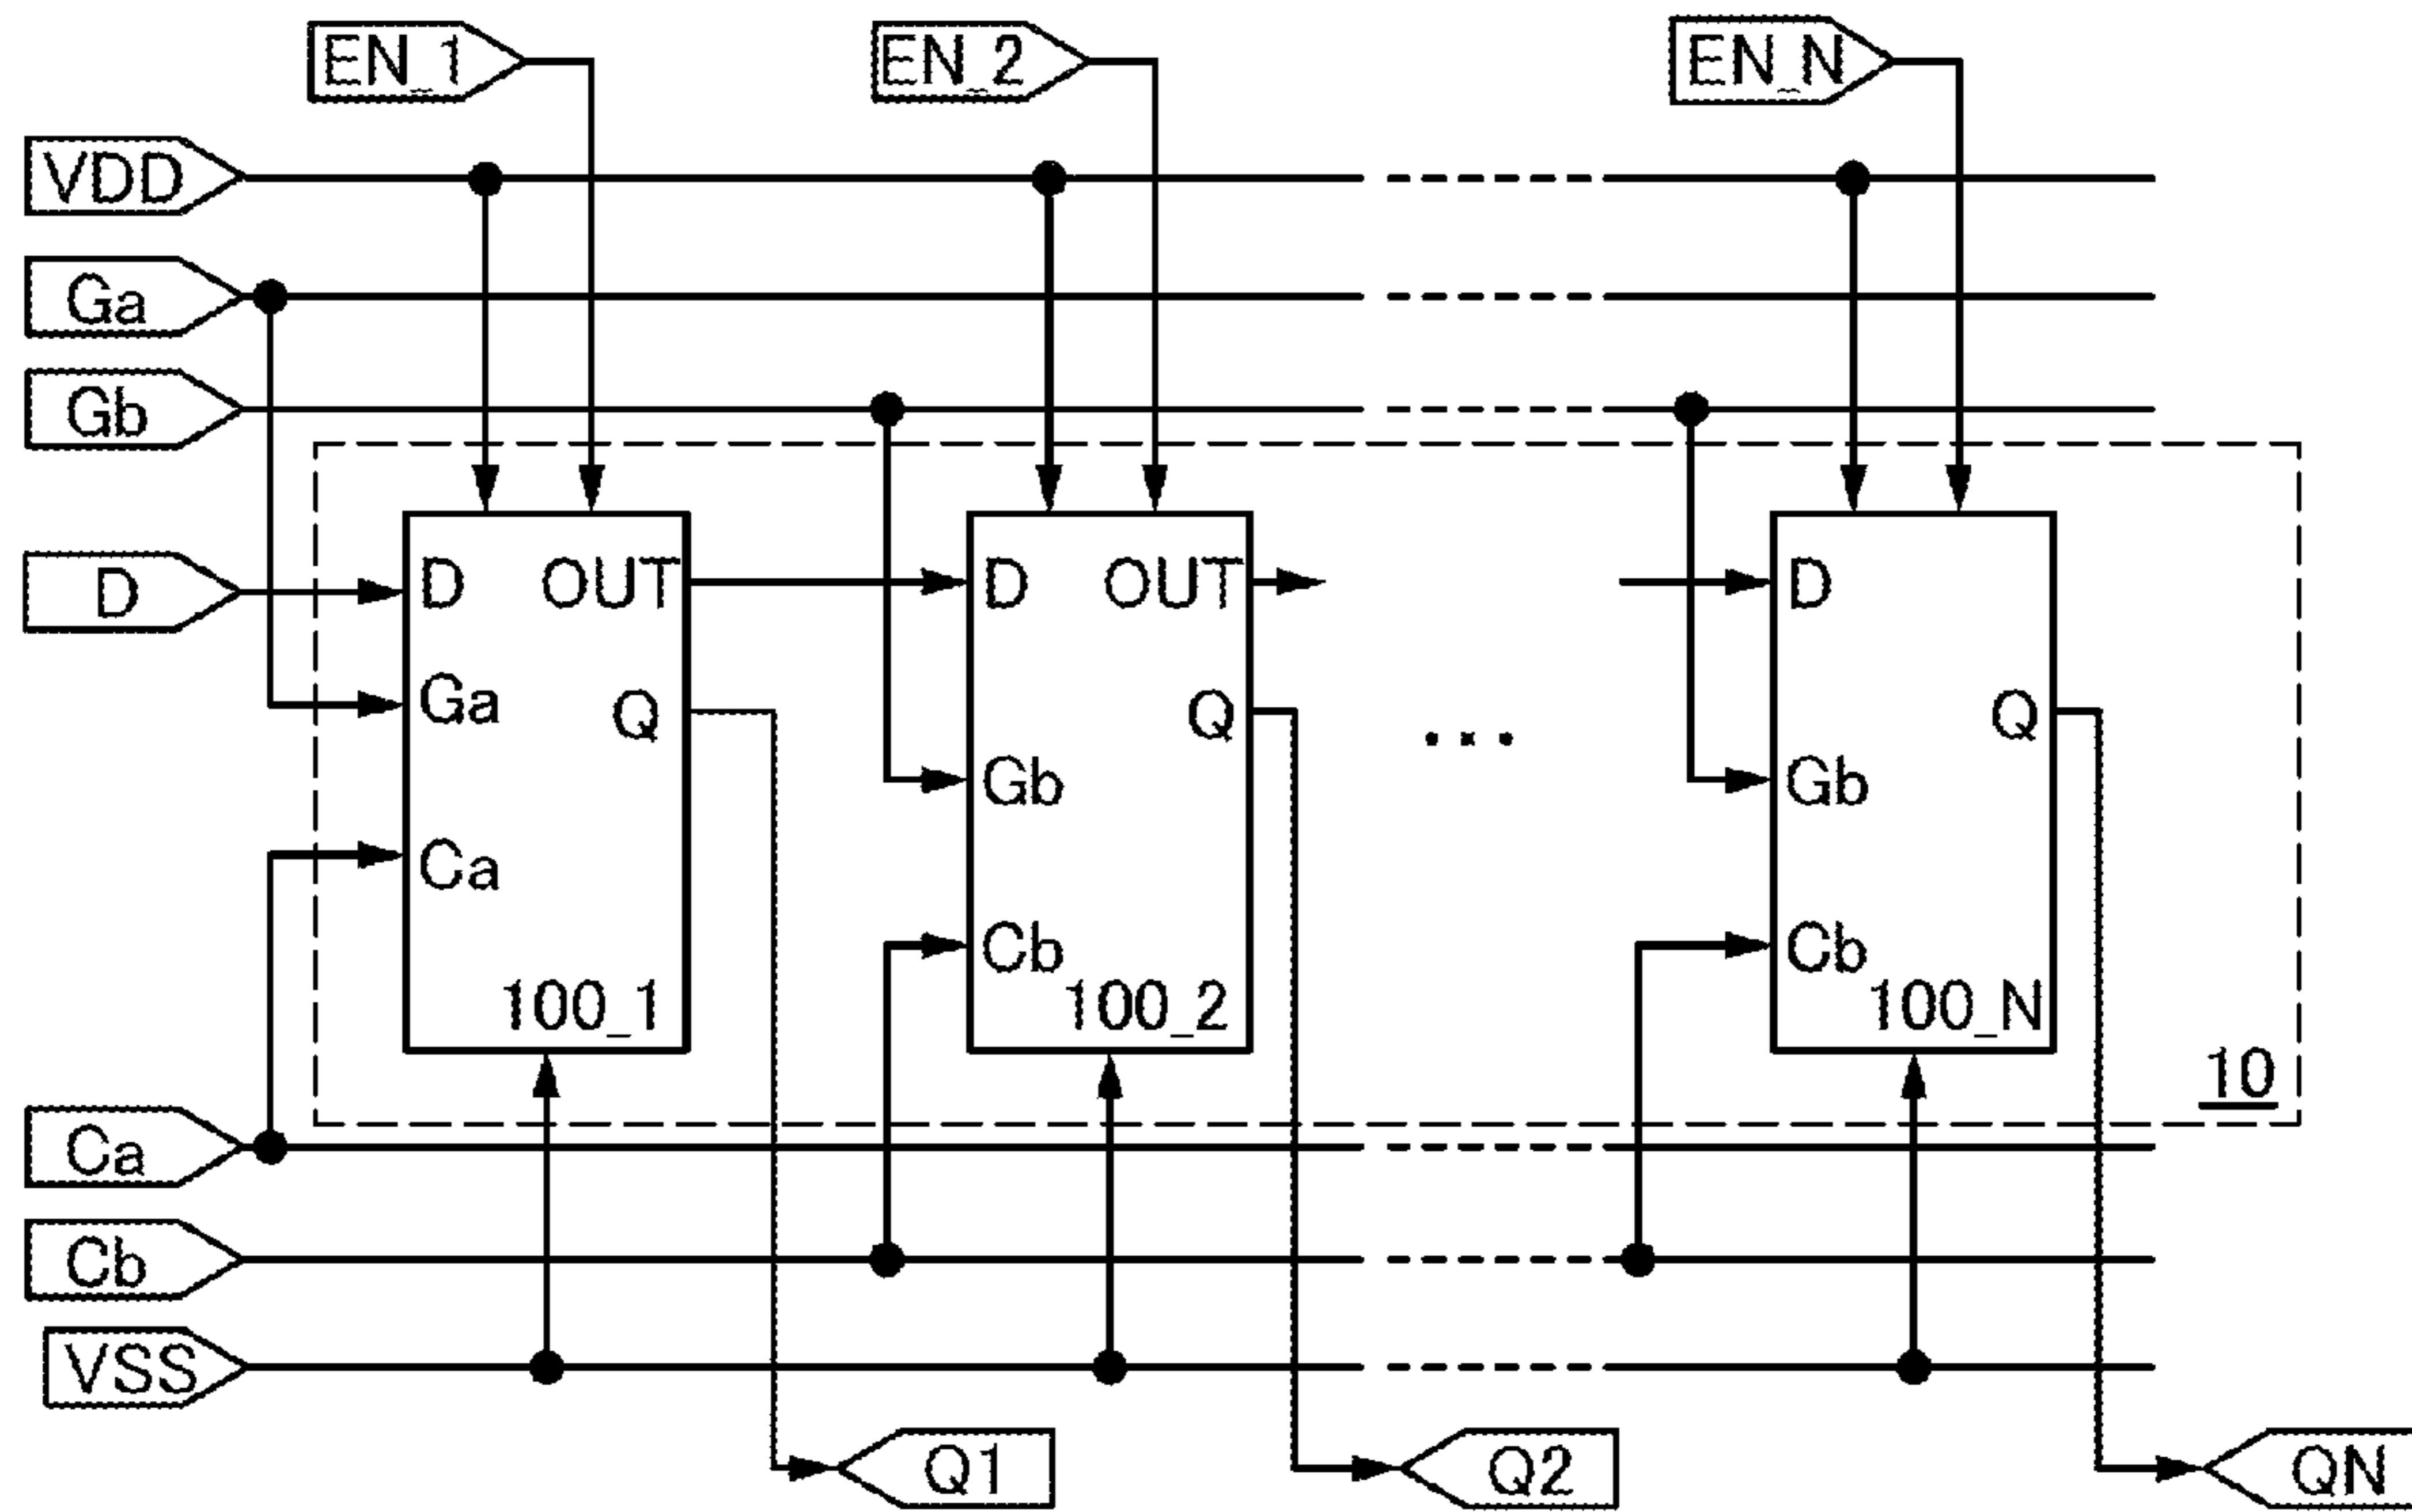 EN_1
EN_2
EN_N
VDD
Ga
Gb
D
D OUT
D OUT
D
Ga
Q
Q
Q
Gb
Gb
...
Ca
Cb
Cb
100_1
100_2
100_N
10
Ca
Cb
VSS
Q1
Q2
QN